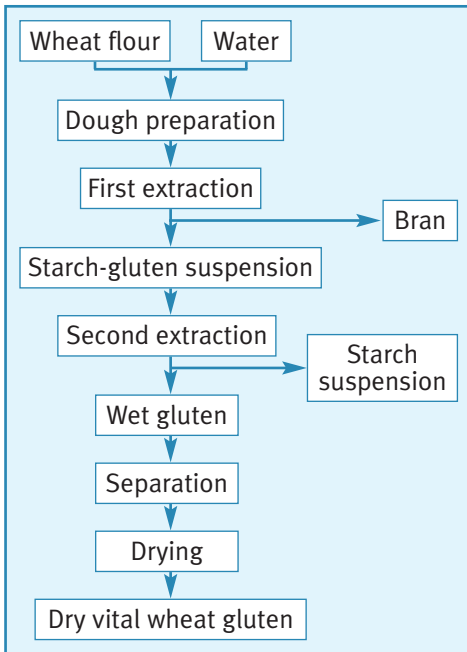 Wheat flour
Water
Dough preparation
First extraction
Bran
Starch-gluten suspension
Second extraction
Starch
suspension
Wet gluten
Separation
Drying
Dry vital wheat gluten